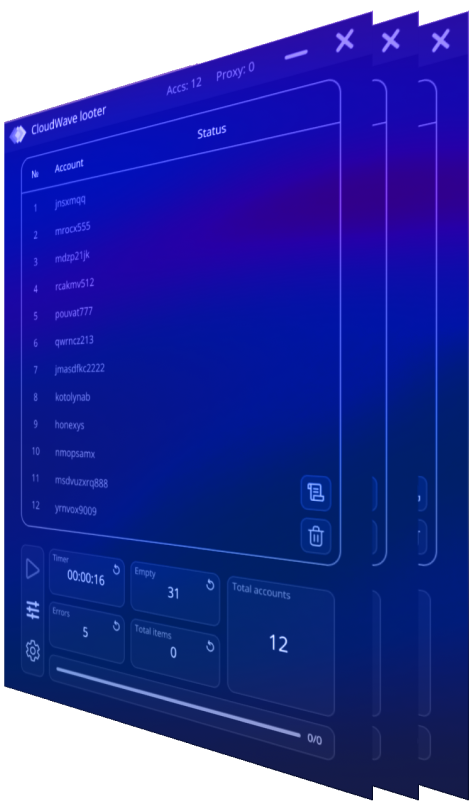 CloudWave looter
Accs: 12 Proxy: 0
№ Account Status
1 jnsxmqq
2 mrocx555
3 mdzp21jk
4 rcakmv512
5 pouvat777
6 qwrncz213
7 jmasdfkc2222
8 kotolynab
9 honexys
10 nmopsamx
11 msdvuzxrq888
12 yrnvox9009
Timer
00:00:16
Empty
31
Total accounts
12
Errors
5
Total items
0
0/0